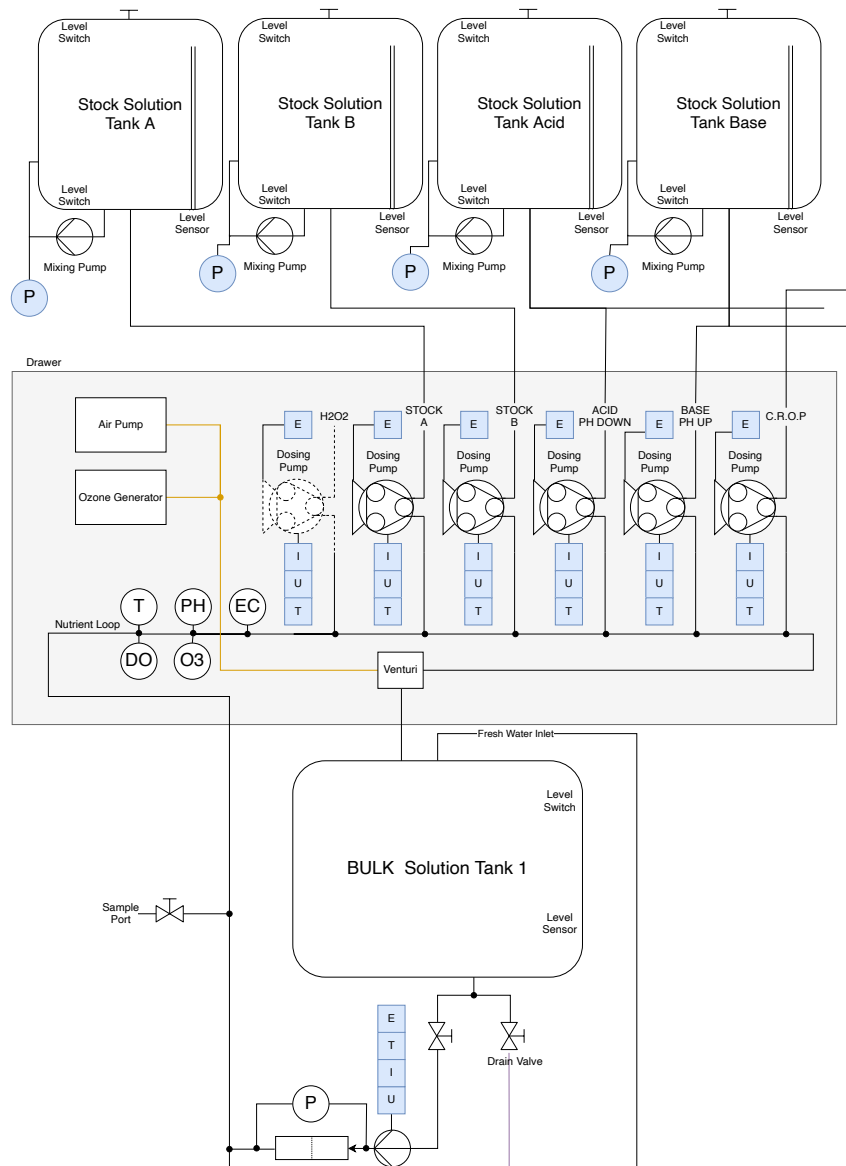 Level
Switch
Level
Switch
Level
Switch
Level
Switch
Stock Solution
Tank A
Stock Solution
Tank B
Stock Solution
Tank Acid
Stock Solution
Tank Base
Level
Switch
Level
Switch
Level
Switch
Level
Switch
Level
Sensor
Level
Sensor
Level
Sensor
Level
Sensor
Mixing Pump
Mixing Pump
Mixing Pump
Mixing Pump
P
P
P
P
Drawer
Air Pump
Ozone Generator
E
H2O2
E
STOCK
A
E
STOCK
B
E
ACID
PH DOWN
E
BASE
PH UP
E
C.R.O.P
Dosing
Pump
Dosing
Pump
Dosing
Pump
Dosing
Pump
Dosing
Pump
Dosing
Pump
I
U
T
I
U
T
I
U
T
I
U
T
I
U
T
I
U
T
T
PH
EC
Nutrient Loop
DO
O3
Venturi
Fresh Water Inlet
Level
Switch
BULK Solution Tank 1
Level
Sensor
Sample
Port
E
T
I
U
Drain Valve
P